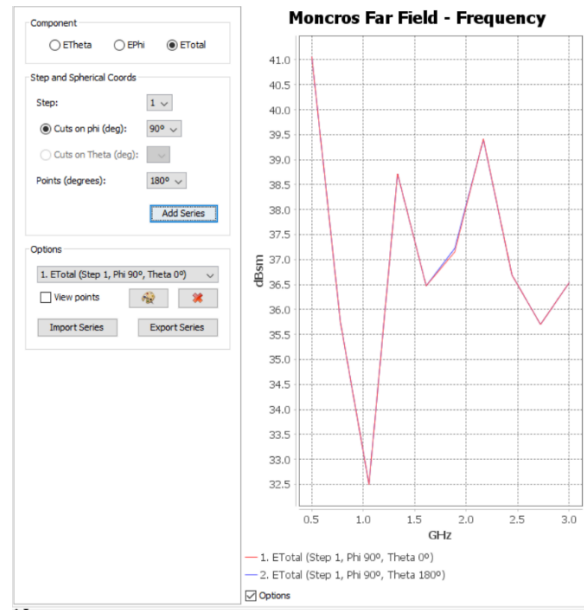 Component
ETheta EPhi ETotal
Step and Spherical Coords
Step: 1
Cuts on phi (deg): 90º
Cuts on Theta (deg):
Points (degrees): 180º
Add Series
Options
1. ETotal (Step 1, Phi 90º, Theta 0º)
View points
Import Series Export Series
Moncros Far Field - Frequency
41.0
40.5
40.0
39.5
39.0
38.5
38.0
37.5
37.0
36.5
36.0
35.5
35.0
34.5
34.0
33.5
33.0
32.5
dBsm
0.5 1.0 1.5 2.0 2.5 3.0
GHz
1. ETotal (Step 1, Phi 90º, Theta 0º)
2. ETotal (Step 1, Phi 90º, Theta 180º)
Options